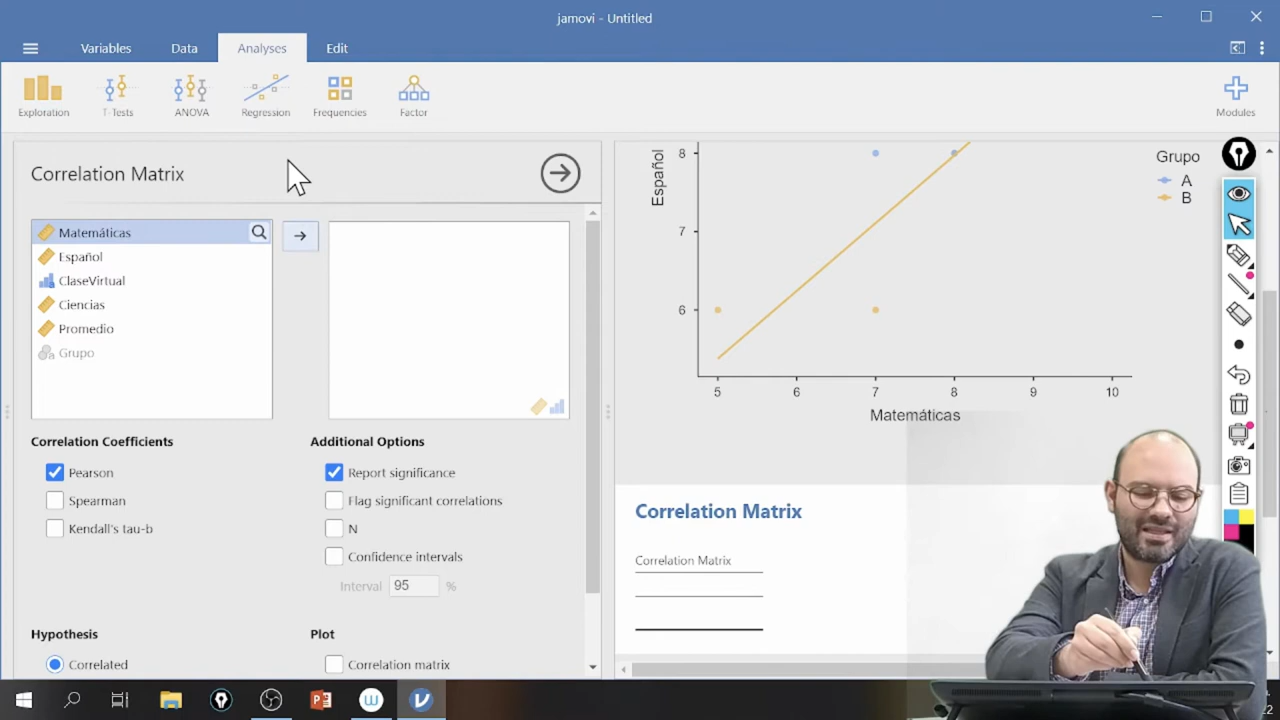 jamovi - Untitled
Variables Data Analyses Edit
Exploration T-Tests ANOVA Regression Frequencies Factor Modules
Correlation Matrix
Matemáticas
Español
ClaseVirtual
Ciencias
Promedio
a Grupo
Correlation Coefficients
Pearson
Spearman
Kendall's tau-b
Additional Options
Report significance
Flag significant correlations
N
Confidence intervals
Interval 95 %
Hypothesis
Correlated
Plot
Correlation matrix
Español
8
7
6
5 6 7 8 9 10
Matemáticas
Grupo
A
B
Correlation Matrix
Correlation Matrix
P w V